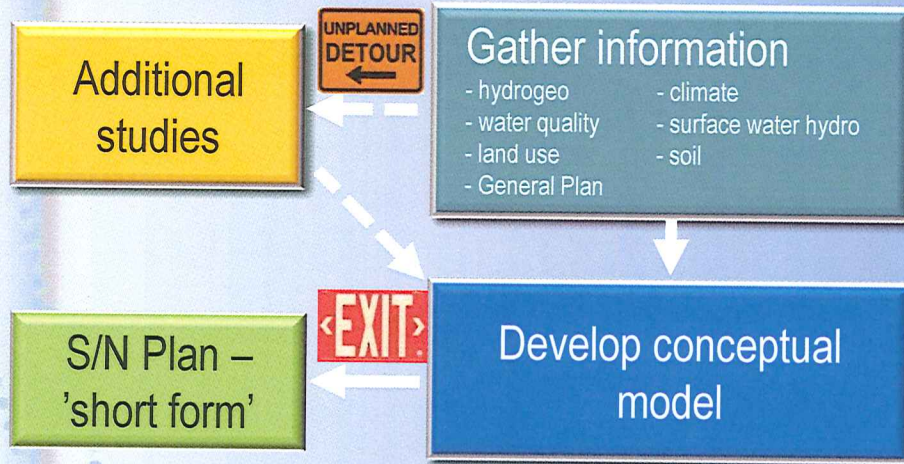 Additional
studies
UNPLANNED
DETOUR
Gather information
- hydrogeo
- water quality
- land use
- General Plan
- climate
- surface water hydro
- soil
S/N Plan –
'short form'
<EXIT>
Develop conceptual
model